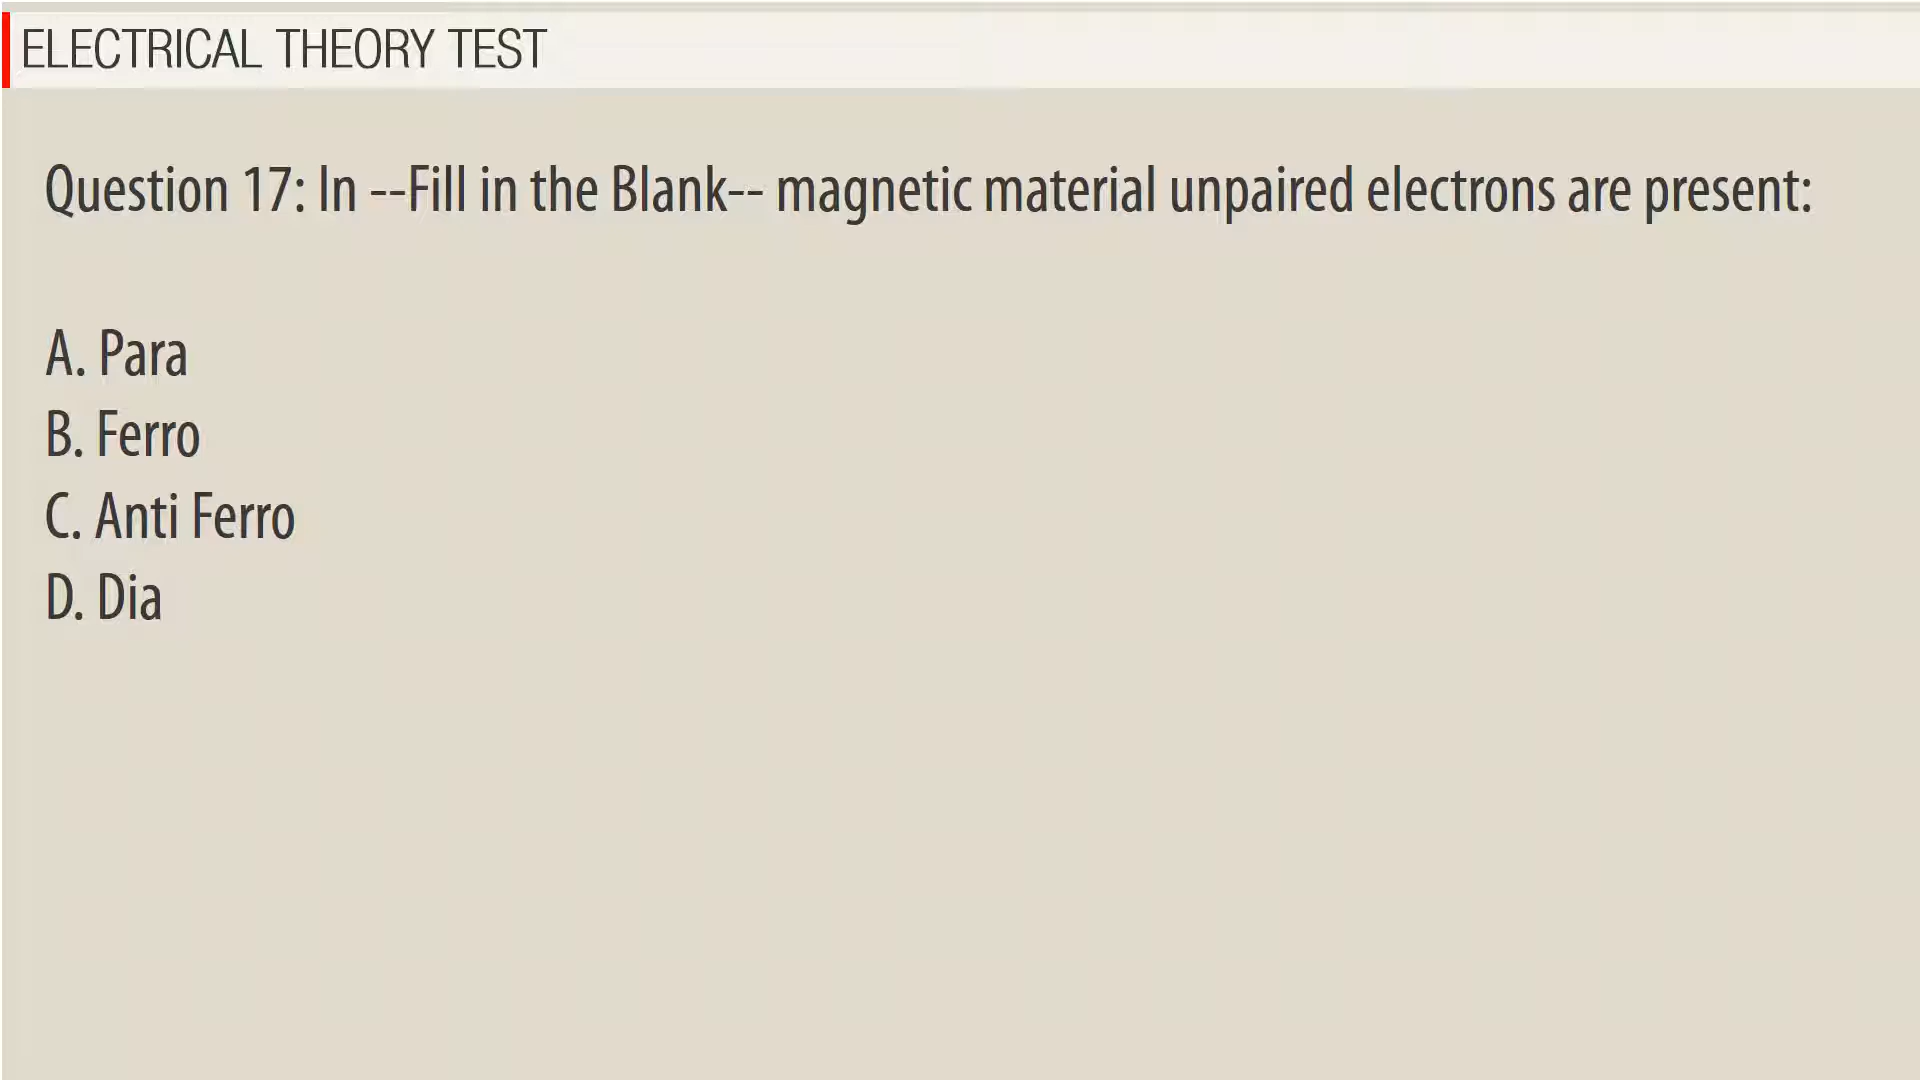 ELECTRICAL THEORY TEST
Question 17: In --Fill in the Blank-- magnetic material unpaired electrons are present:
A. Para
B. Ferro
C. Anti Ferro
D. Dia